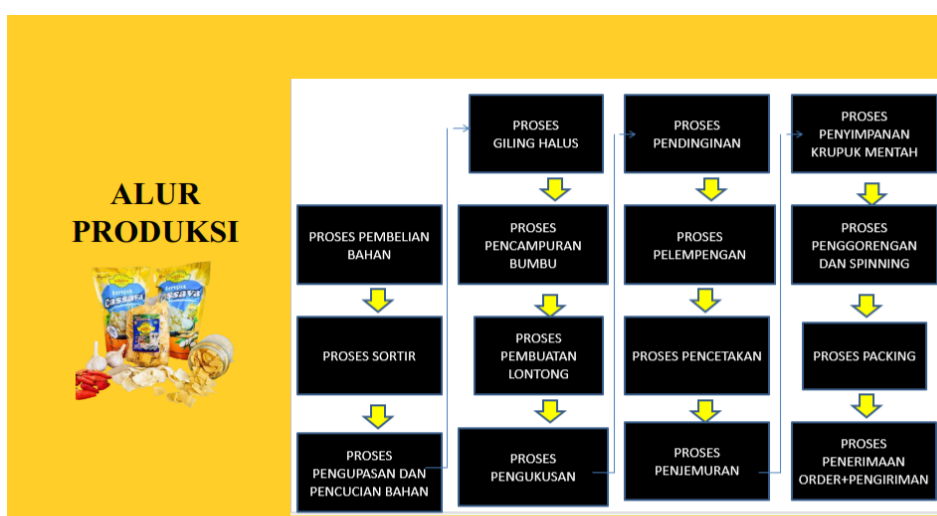 ALUR
PRODUKSI
Cassava
Cassava
PROSES PEMBELIAN
BAHAN
PROSES SORTIR
PROSES
PENGUPASAN DAN
PENCUCIAN BAHAN
PROSES
GILING HALUS
PROSES
PENCAMPURAN
BUMBU
PROSES
PEMBUATAN
LONTONG
PROSES
PENGUKUSAN
PROSES
PENDINGINAN
PROSES
PELEMPENGAN
PROSES PENCETAKAN
PROSES
PENJEMURAN
PROSES
PENYIMPANAN
KRUPUK MENTAH
PROSES
PENGGORENGAN
DAN SPINNING
PROSES PACKING
PROSES
PENERIMAAN
ORDER+PENGIRIMAN